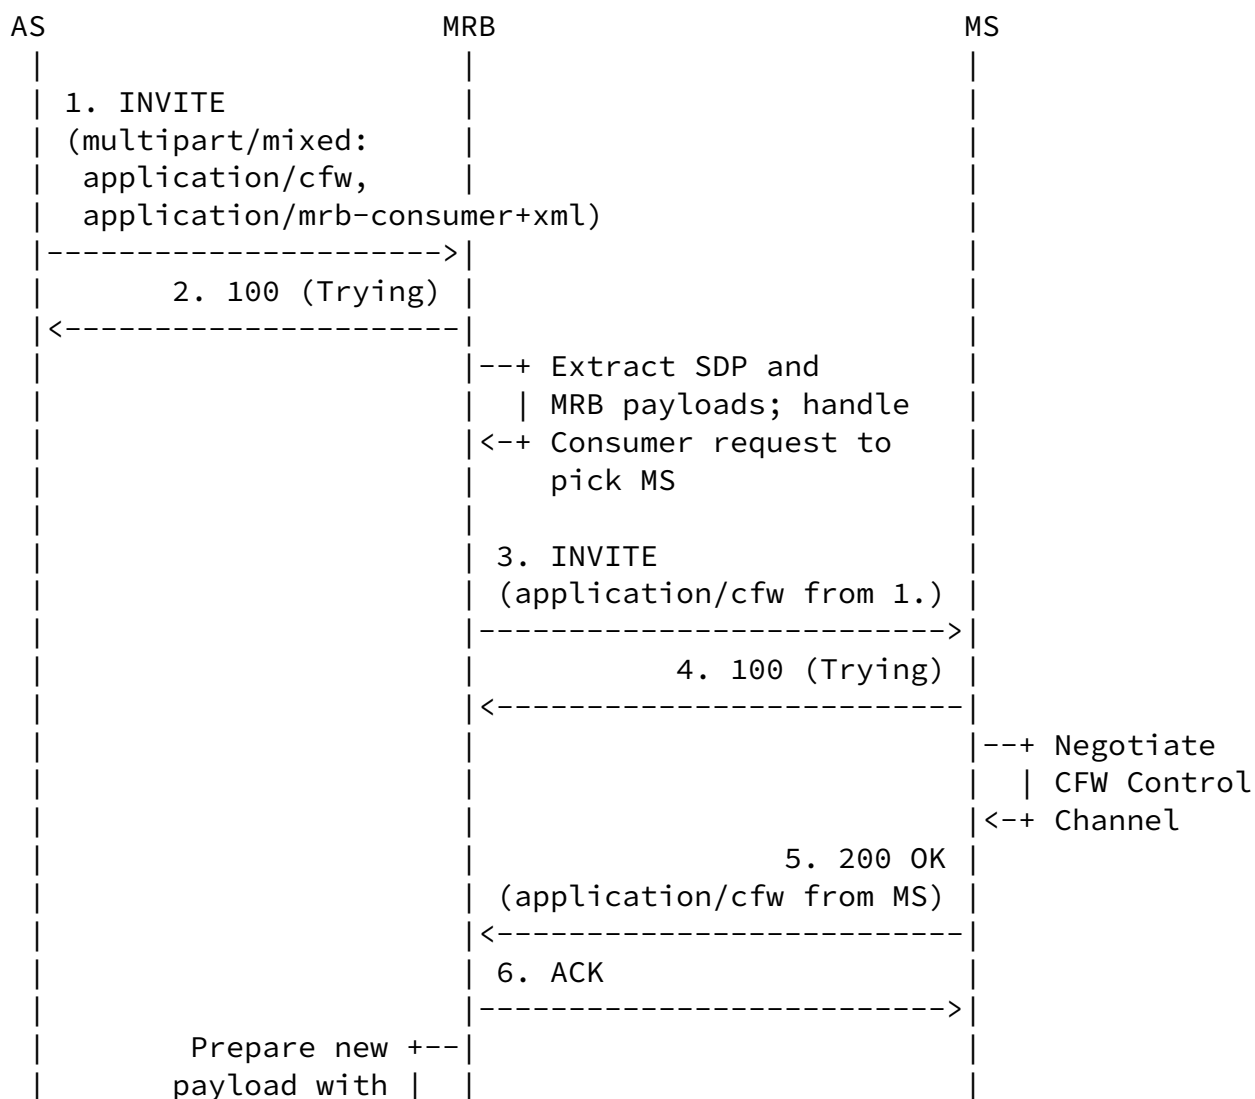 AS MRB MS
1. INVITE
(multipart/mixed:
application/cfw,
application/mrb-consumer+xml)
2. 100 (Trying)
--+ Extract SDP and
| MRB payloads; handle
<-+ Consumer request to
pick MS
3. INVITE
(application/cfw from 1.)
4. 100 (Trying)
--+ Negotiate
| CFW Control
<-+ Channel
5. 200 OK
(application/cfw from MS)
6. ACK
Prepare new +--
payload with |